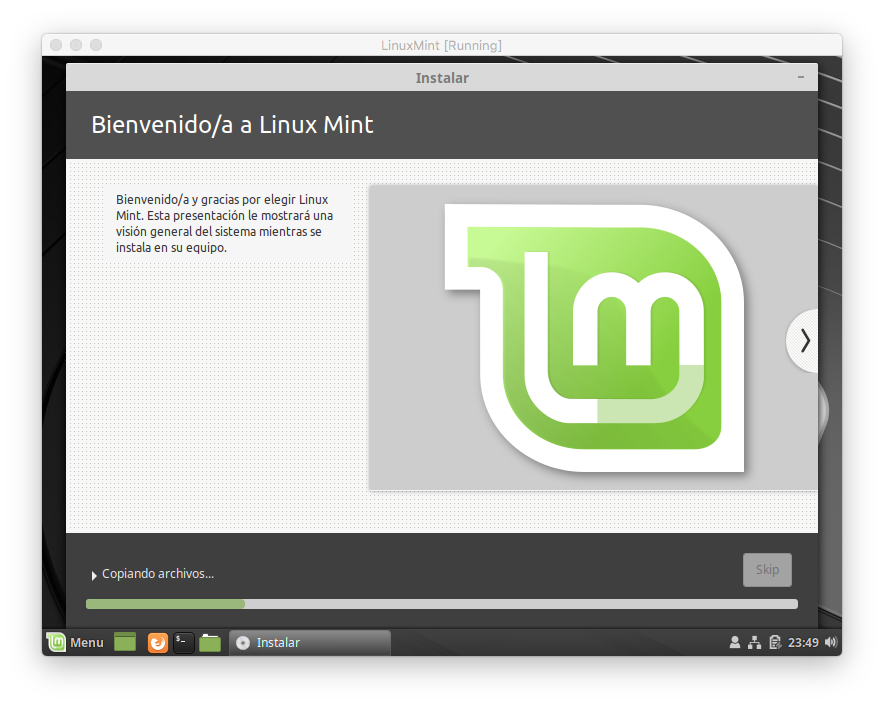 LinuxMint [Running]
Instalar
Bienvenido/a a Linux Mint
Bienvenido/a y gracias por elegir Linux
Mint. Esta presentación le mostrará una
visión general del sistema mientras se
instala en su equipo.
Copiando archivos...
Skip
Menu
Instalar
23:49